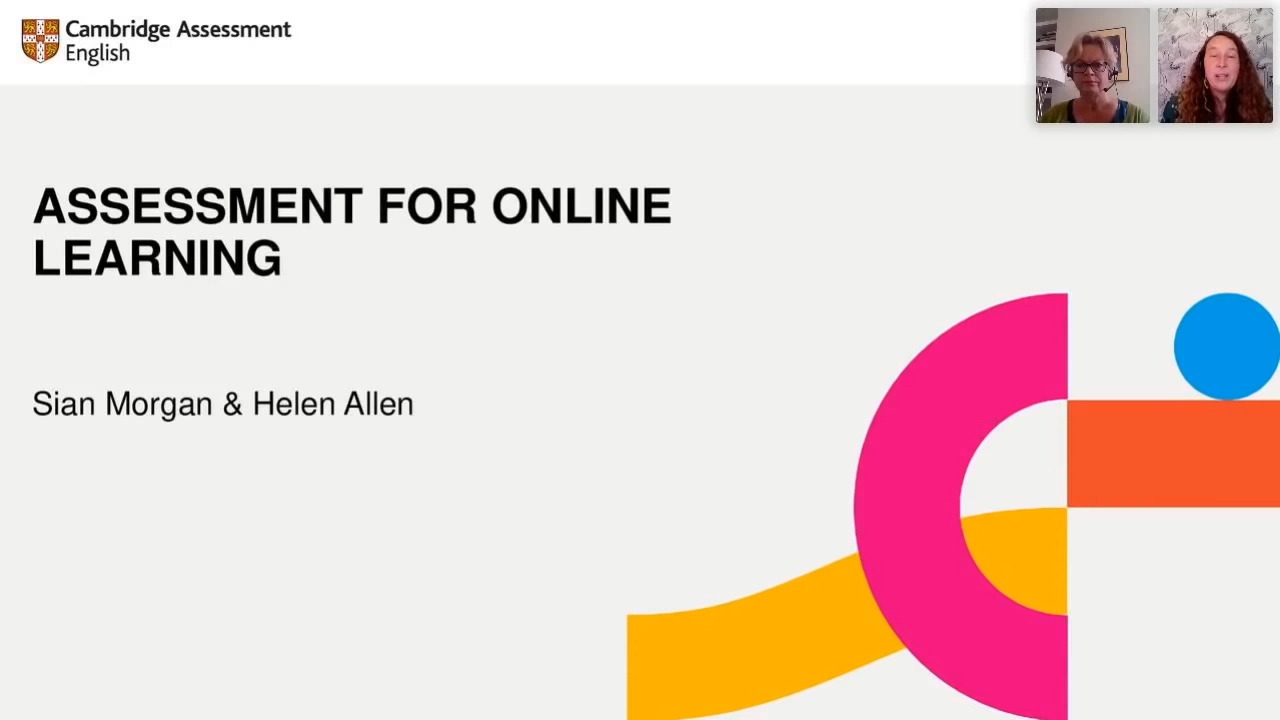 Cambridge Assessment
English
ASSESSMENT FOR ONLINE
LEARNING
Sian Morgan & Helen Allen